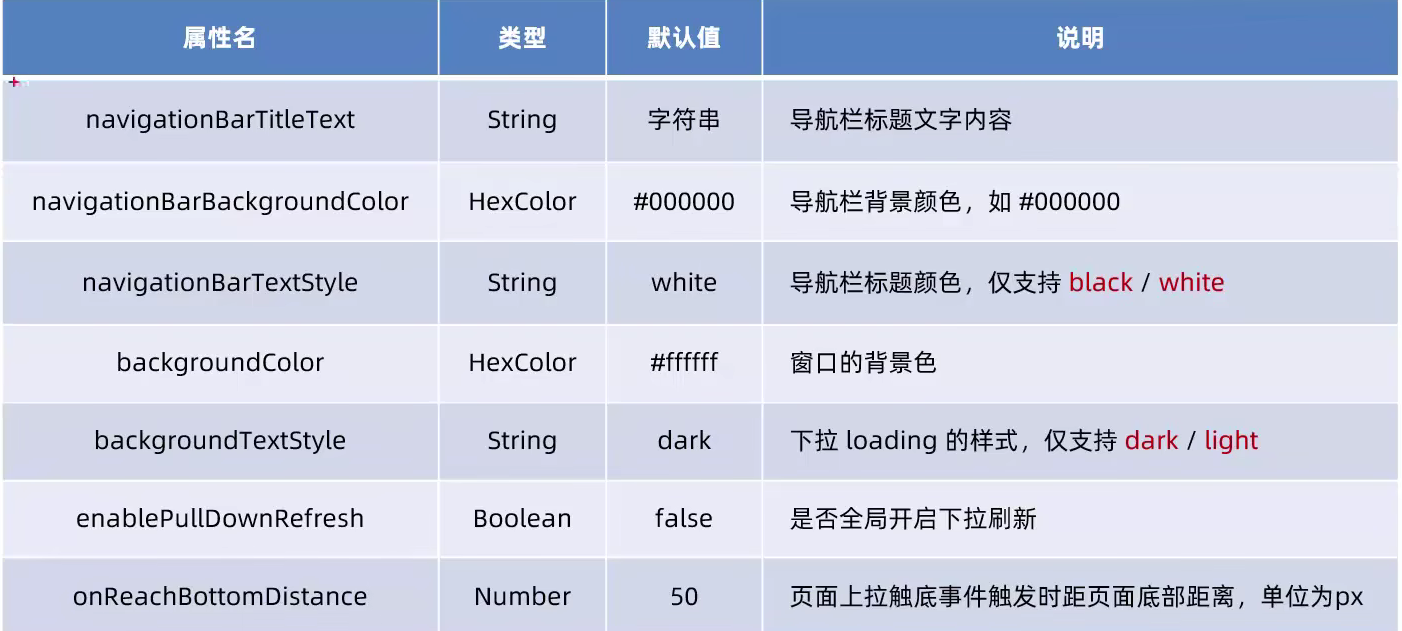 属性名 类型 默认值 说明
navigationBarTitleText String 字符串 导航栏标题文字内容
navigationBarBackgroundColor HexColor #000000 导航栏背景颜色，如 #000000
navigationBarTextStyle String white 导航栏标题颜色，仅支持 black / white
backgroundColor HexColor #ffffff 窗口的背景色
backgroundTextStyle String dark 下拉 loading 的样式，仅支持 dark / light
enablePullDownRefresh Boolean false 是否全局开启下拉刷新
onReachBottomDistance Number 50 页面上拉触底事件触发时距页面底部距离，单位为px